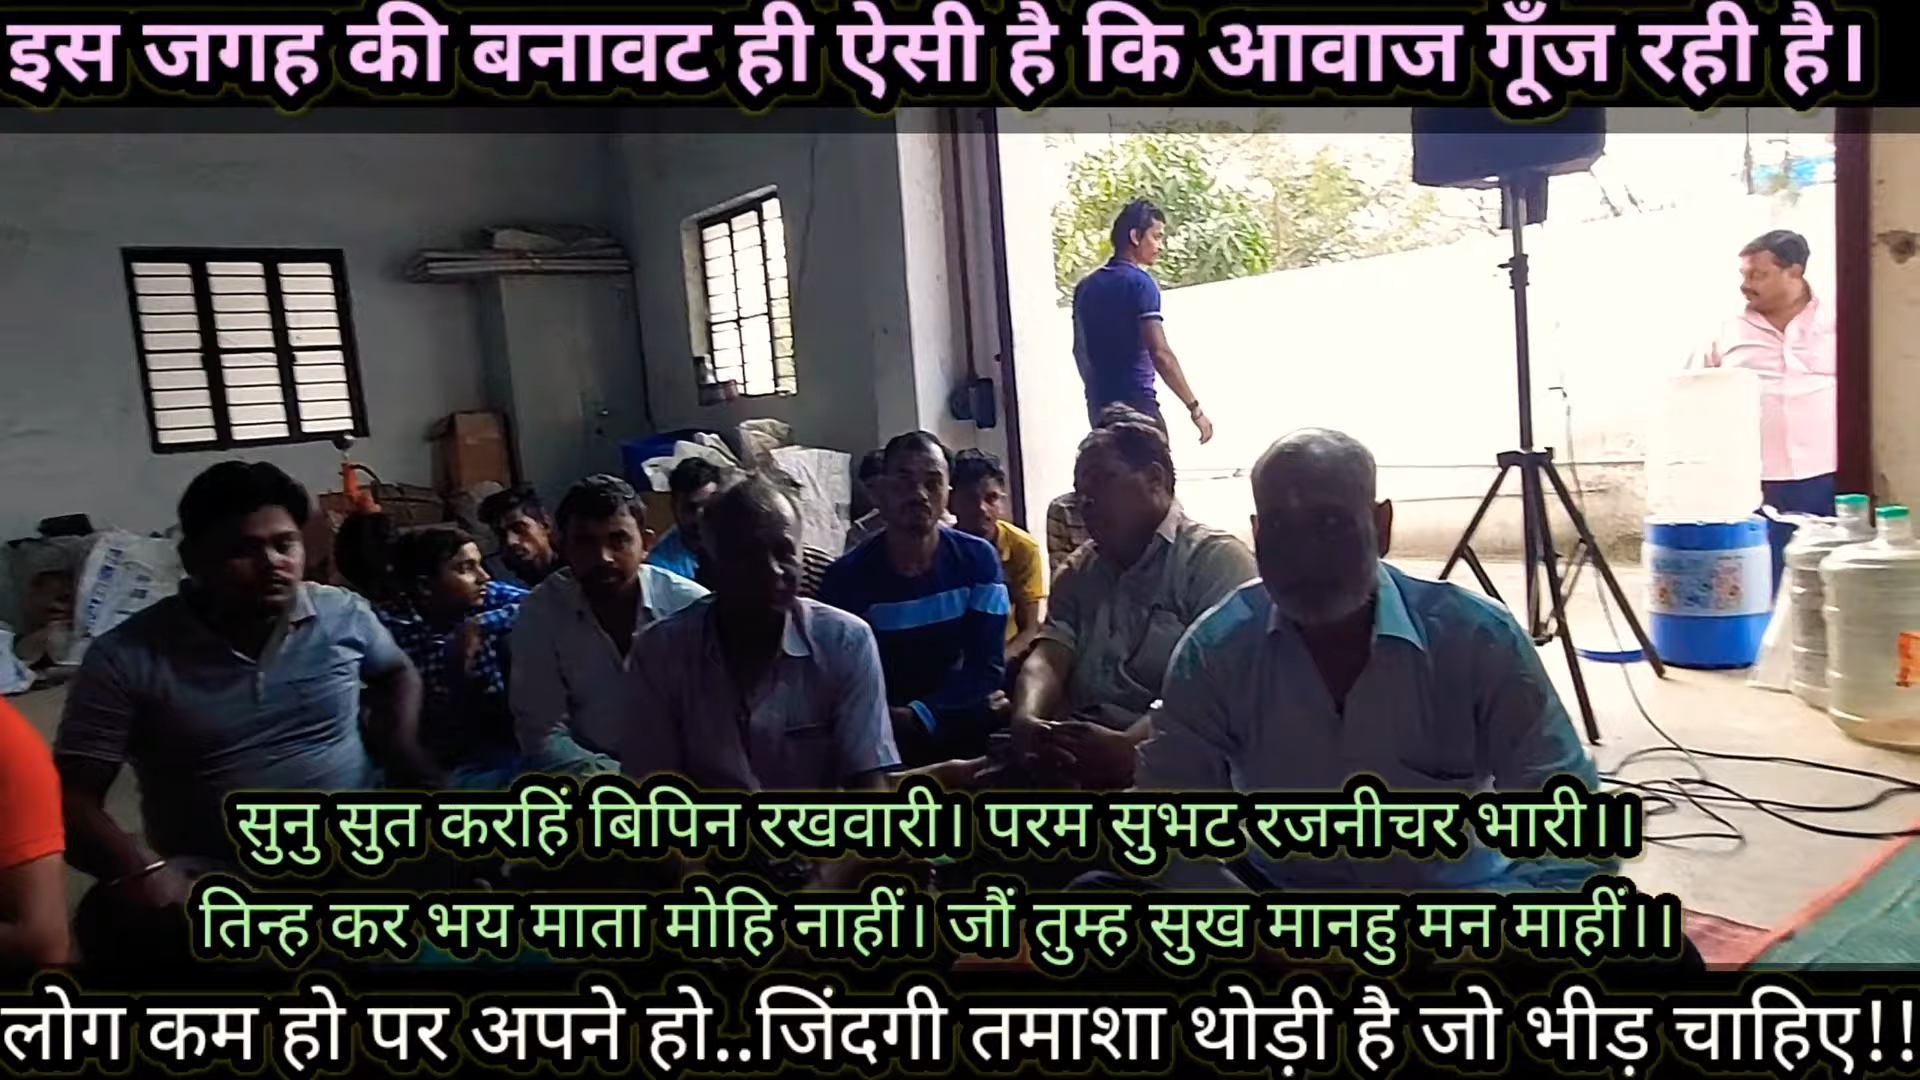 इस जगह की बनावट ही ऐसी है कि आवाज गूँज रही है।
सुनु सुत करहिं बिपिन रखवारी। परम सुभट रजनीचर भारी।।
तिन्ह कर भय माता मोहि नाहीं। जौं तुम्ह सुख मानहु मन माहीं।।
लोग कम हो पर अपने हो..जिंदगी तमाशा थोड़ी है जो भीड़ चाहिए!!